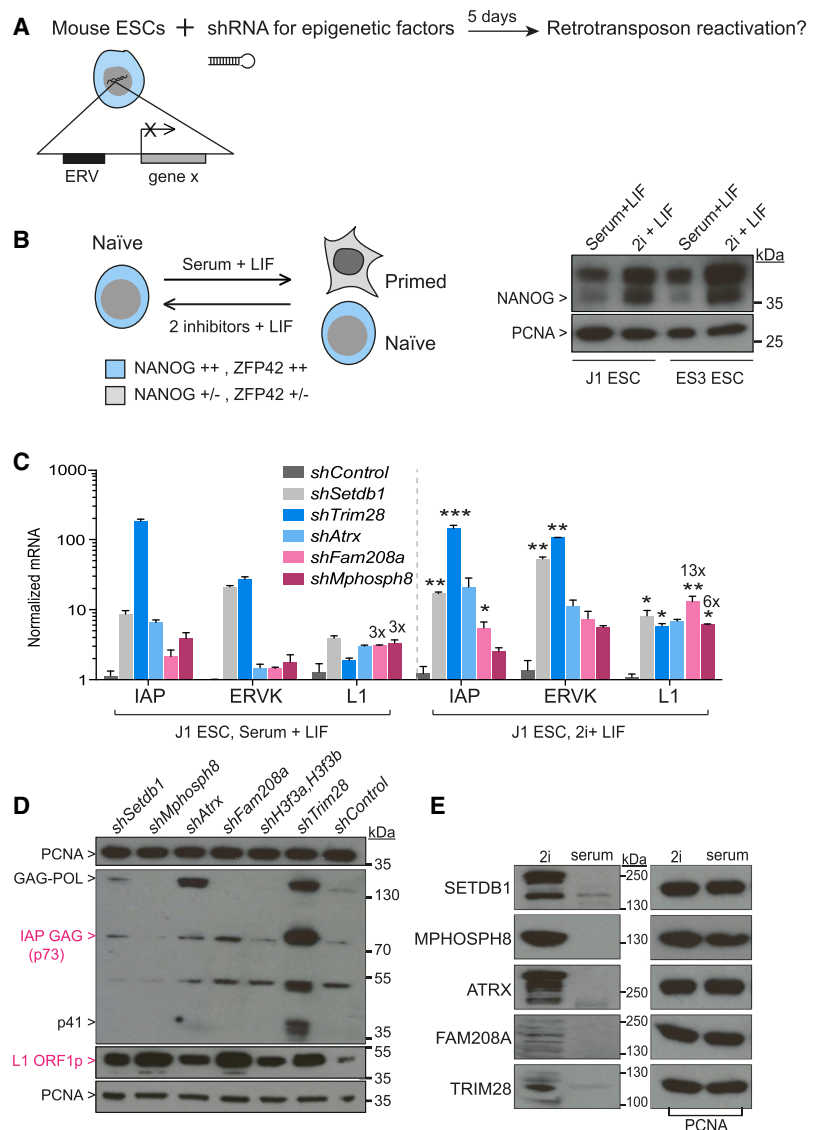 A Mouse ESCs + shRNA for epigenetic factors 5 days Retrotransposon reactivation?
X
ERV gene x
B
Naïve
Serum + LIF
2 inhibitors + LIF
Primed
Naïve
NANOG ++ , ZFP42 ++
NANOG +/- , ZFP42 +/-
Serum+LIF 2i + LIF Serum+LIF 2i + LIF
kDa
NANOG >
35
PCNA >
25
J1 ESC ES3 ESC
C
Normalized mRNA
1000
100
10
1
shControl
shSetdb1
shTrim28
shAtrx
shFam208a
shMphosph8
3x 3x
** *** *
** **
* * 13x ** 6x *
IAP ERVK L1 IAP ERVK L1
J1 ESC, Serum + LIF J1 ESC, 2i+ LIF
D
shSetdb1 shMphosph8 shAtrx shFam208a shH3f3a,H3f3b shTrim28 shControl
kDa
PCNA >
35
GAG-POL >
130
IAP GAG >
(p73)
70
55
p41 >
35
L1 ORF1p >
55
35
PCNA >
35
E
2i serum kDa 2i serum
SETDB1
250
130
MPHOSPH8
130
ATRX
250
FAM208A
250
130
TRIM28
130
100
PCNA